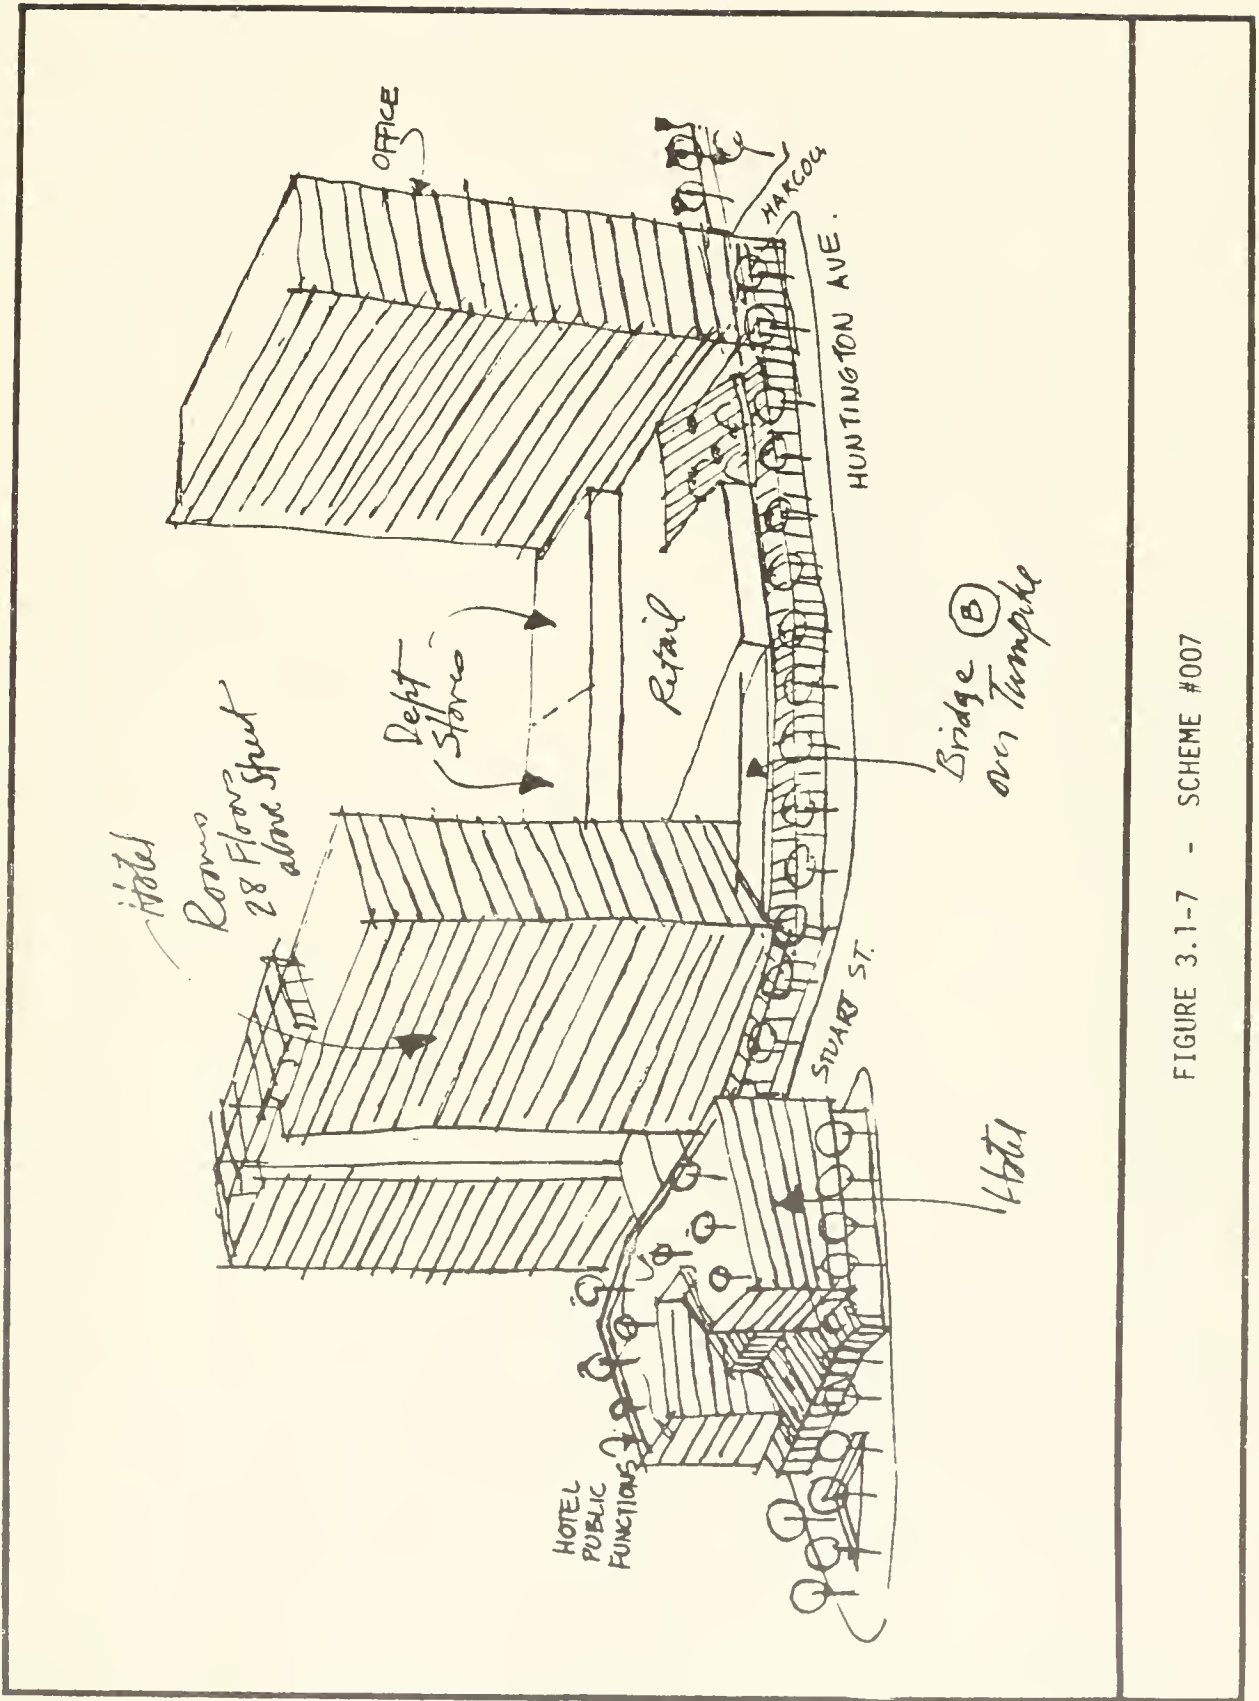 Hotel
Rooms
28 Floors
above Street
OFFICE
Dept
Stores
Retail
HARCOU
HUNTINGTON AVE.
STUART ST.
HOTEL
PUBLIC
FUNCTIONS
Bridge B
over Turnpike
Hotel
FIGURE 3.1-7 - SCHEME #007